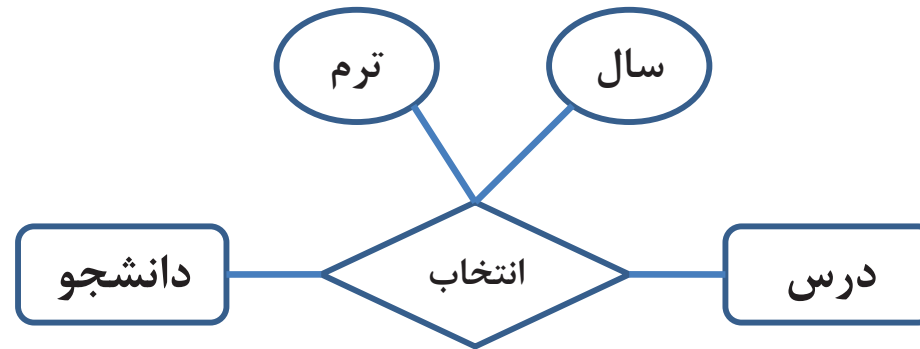 سال
ترم
درس
انتخاب
دانشجو